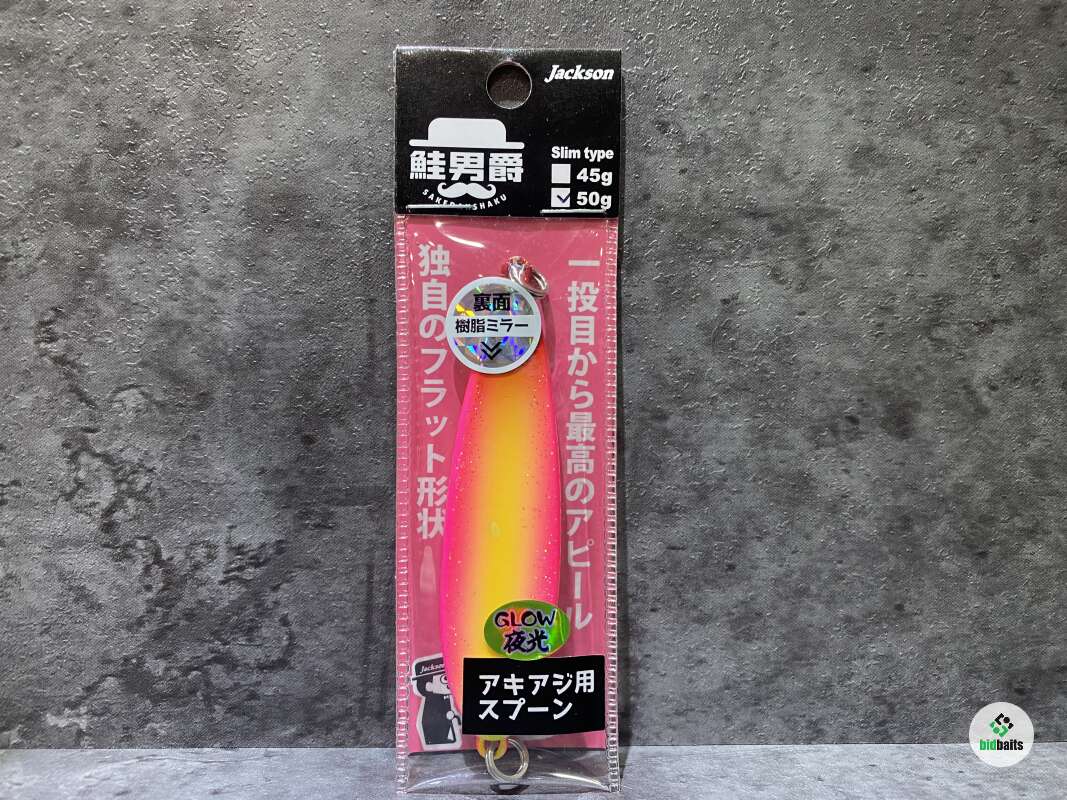 Jackson
鮭男爵
SAKEDANSHAKU
Slim type
45g
50g
一投目から最高のアピール
独自のフラット形状
裏面
樹脂ミラー
GLOW
夜光
Jackson
アキアジ用
スプーン
bidbaits